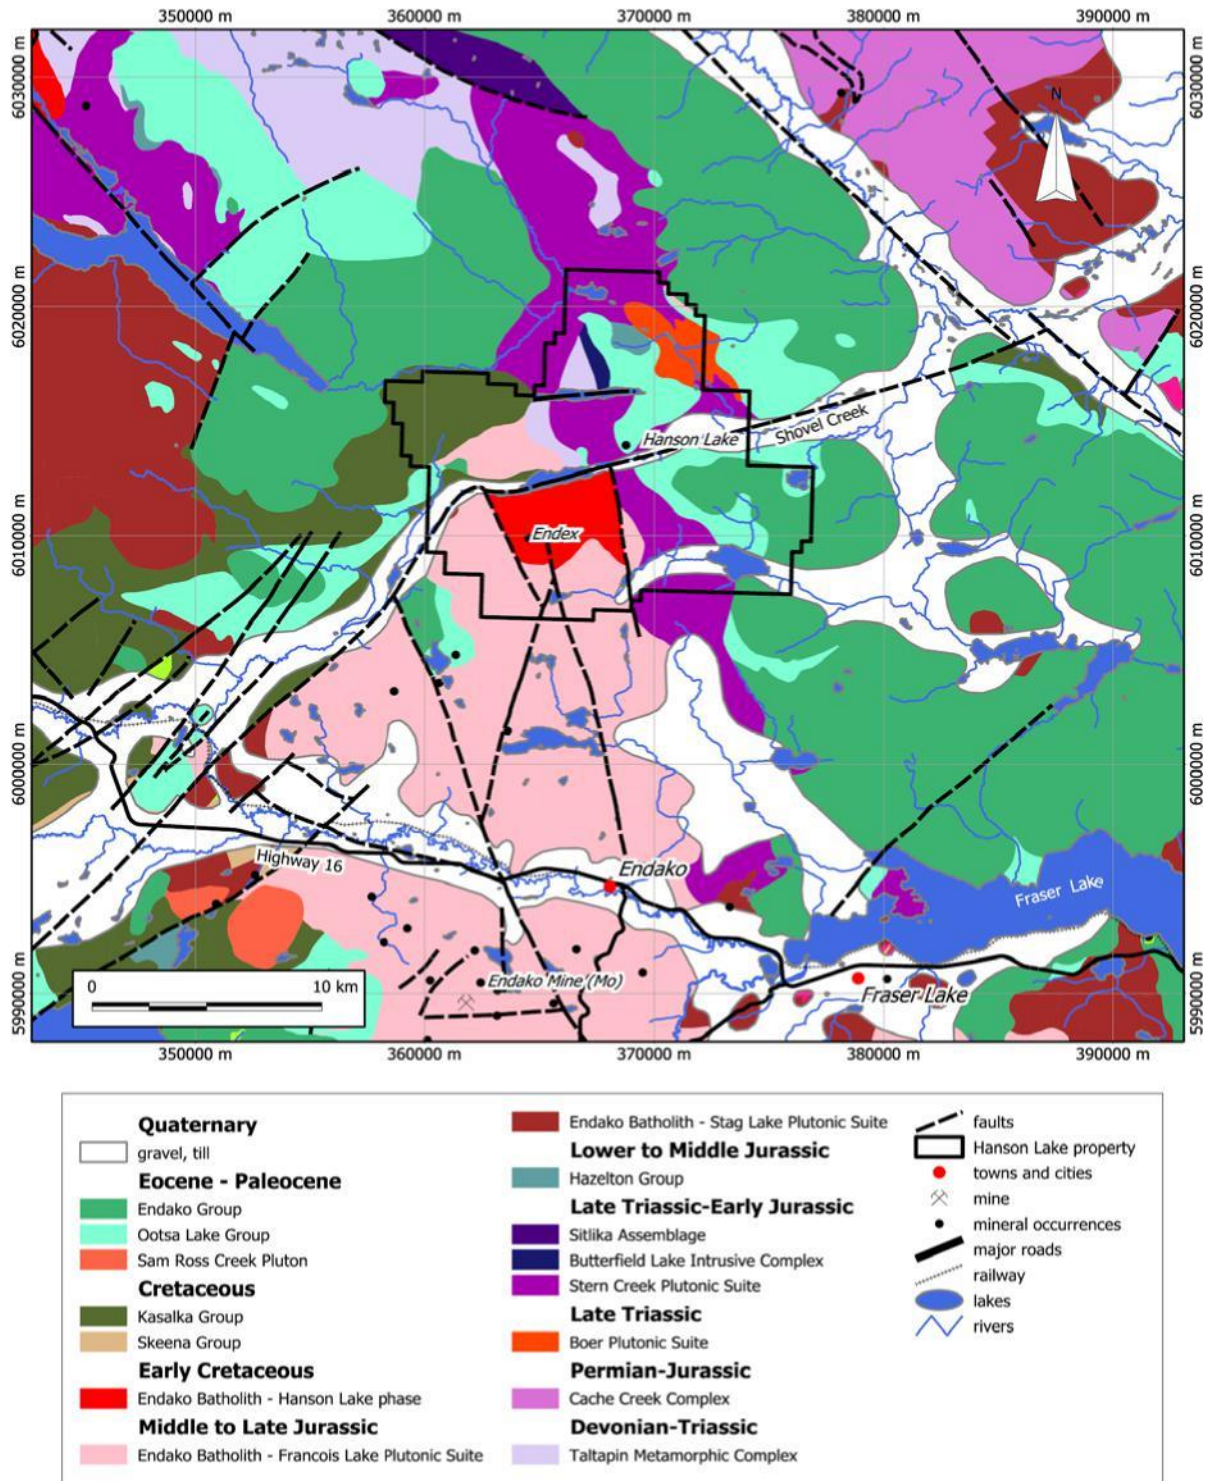 350000 m 360000 m 370000 m 380000 m 390000 m
6030000 m 6030000 m
N
6020000 m 6020000 m
Hanson Lake
Shovel Creek
Endex
6010000 m 6010000 m
6000000 m 6000000 m
Highway 16
Endako
Fraser Lake
0 10 km
Endako Mine (Mo)
Fraser Lake
5990000 m 5990000 m
350000 m 360000 m 370000 m 380000 m 390000 m
Quaternary
gravel, till
Eocene - Paleocene
Endako Group
Ootsa Lake Group
Sam Ross Creek Pluton
Cretaceous
Kasalka Group
Skeena Group
Early Cretaceous
Endako Batholith - Hanson Lake phase
Middle to Late Jurassic
Endako Batholith - Francois Lake Plutonic Suite
Endako Batholith - Stag Lake Plutonic Suite
Lower to Middle Jurassic
Hazelton Group
Late Triassic-Early Jurassic
Sitlika Assemblage
Butterfield Lake Intrusive Complex
Stern Creek Plutonic Suite
Late Triassic
Boer Plutonic Suite
Permian-Jurassic
Cache Creek Complex
Devonian-Triassic
Taltapin Metamorphic Complex
faults
Hanson Lake property
towns and cities
mine
mineral occurrences
major roads
railway
lakes
rivers